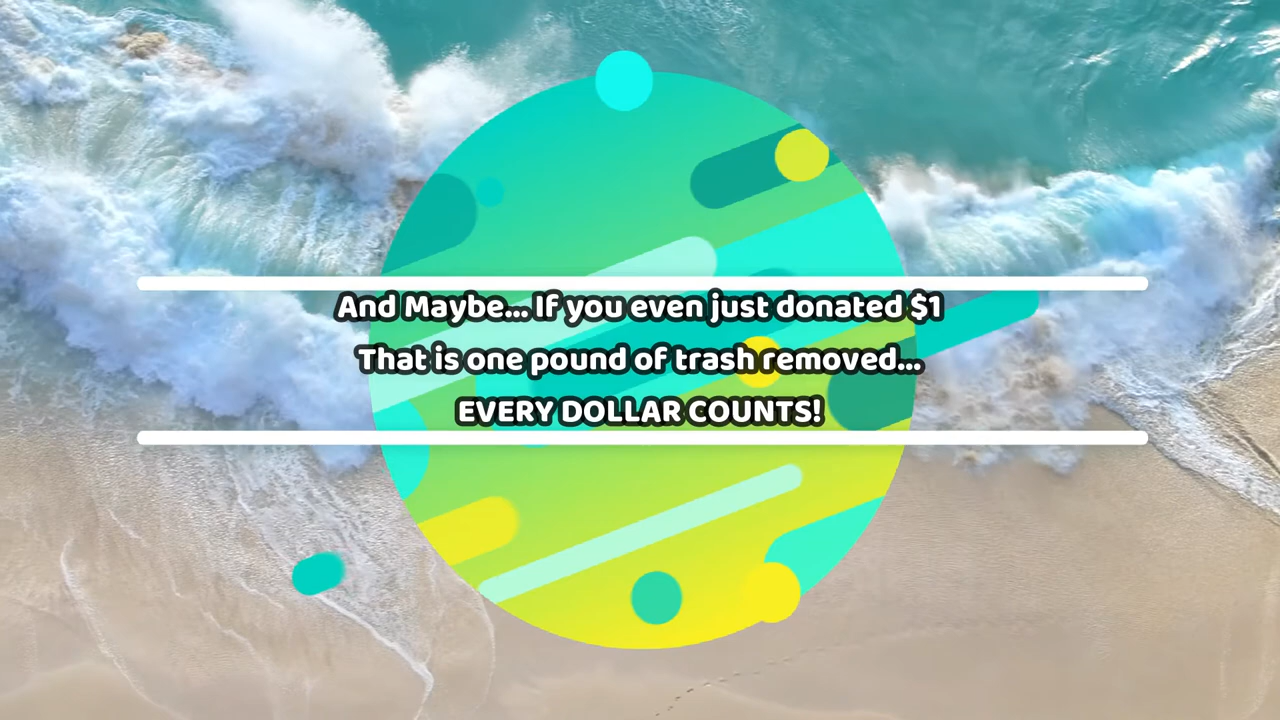 And Maybe... If you even just donated $1
That is one pound of trash removed...
EVERY DOLLAR COUNTS!